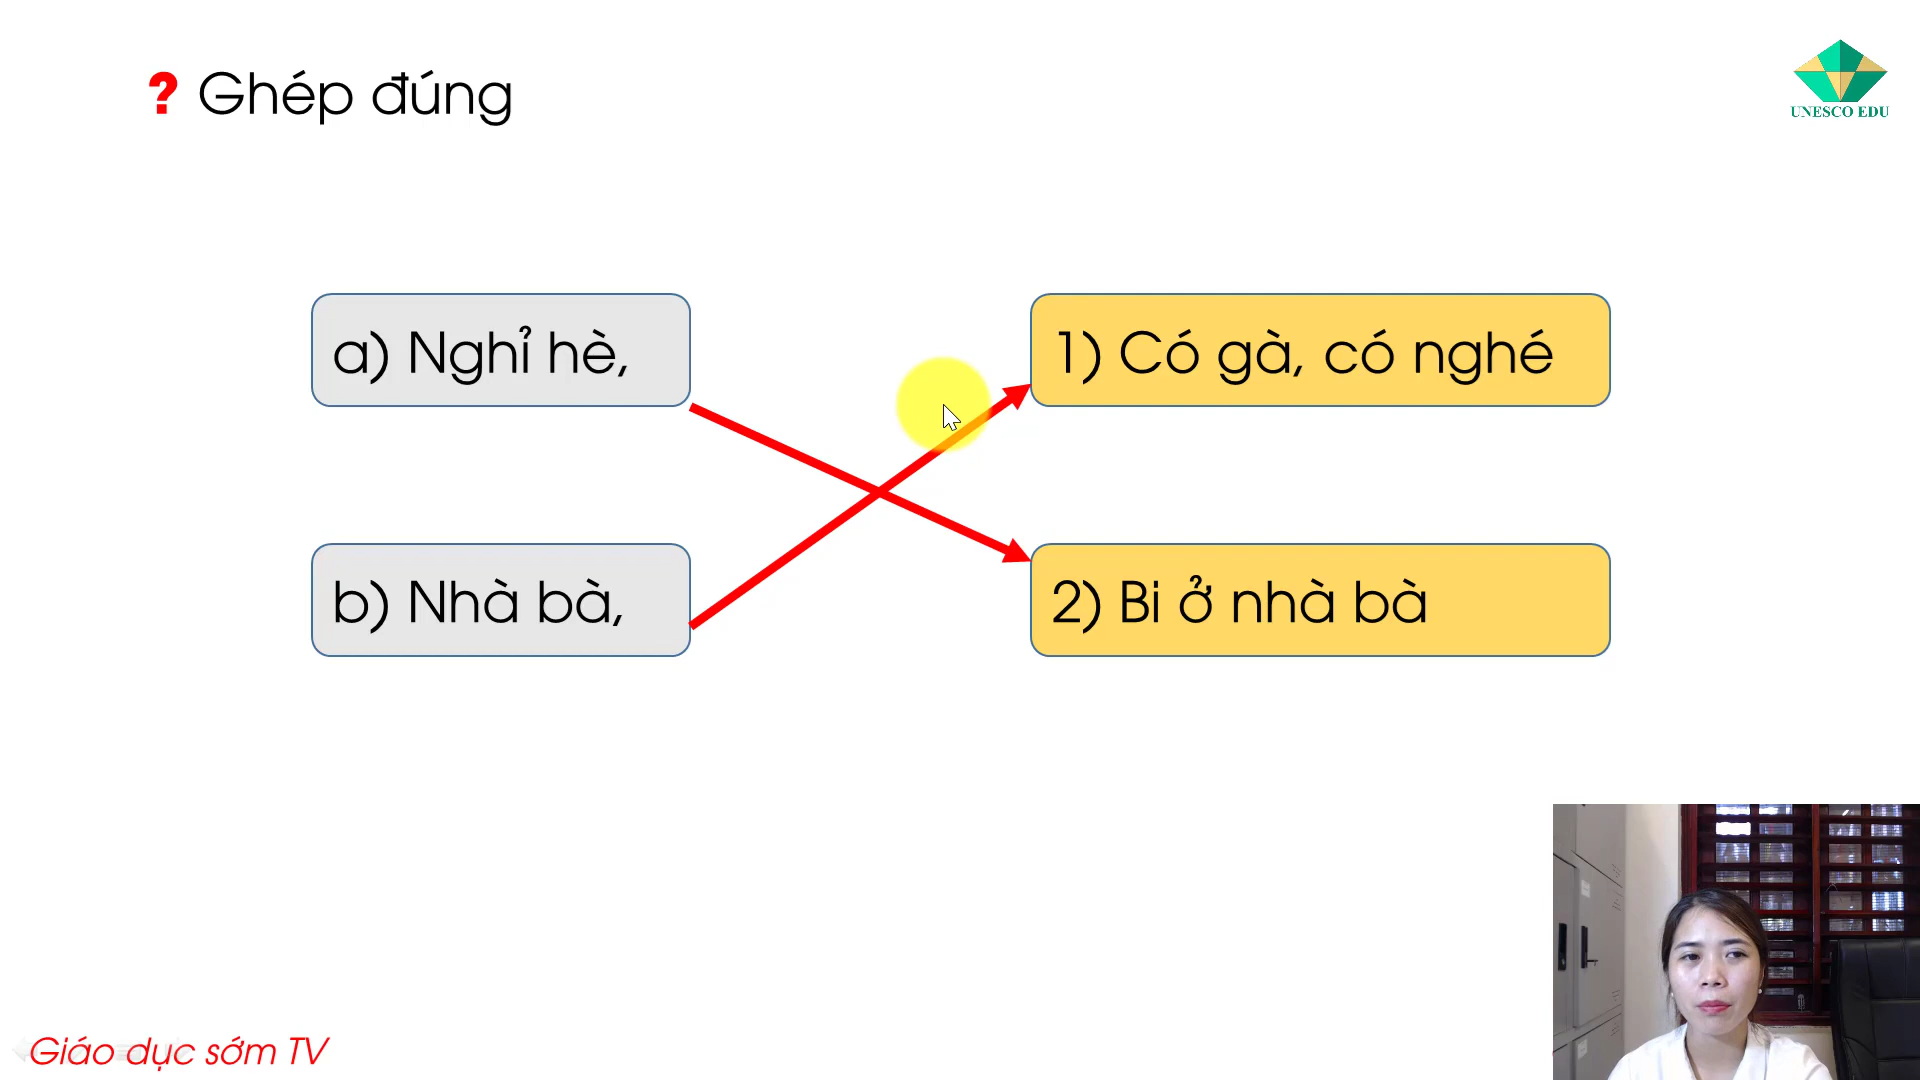 ? Ghép đúng
UNESCO EDU
a) Nghỉ hè,
1) Có gà, có nghé
b) Nhà bà,
2) Bi ở nhà bà
Giáo dục sớm TV